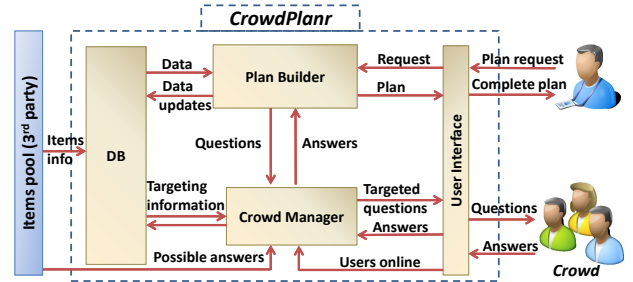 CrowdPlanr
Items pool (3rd party)
Items
info
DB
Data
Data
updates
Plan Builder
Request
Plan
User Interface
Plan request
Complete plan
Questions
Answers
Targeting
information
Crowd Manager
Targeted
questions
Answers
Questions
Answers
Possible answers
Users online
Crowd